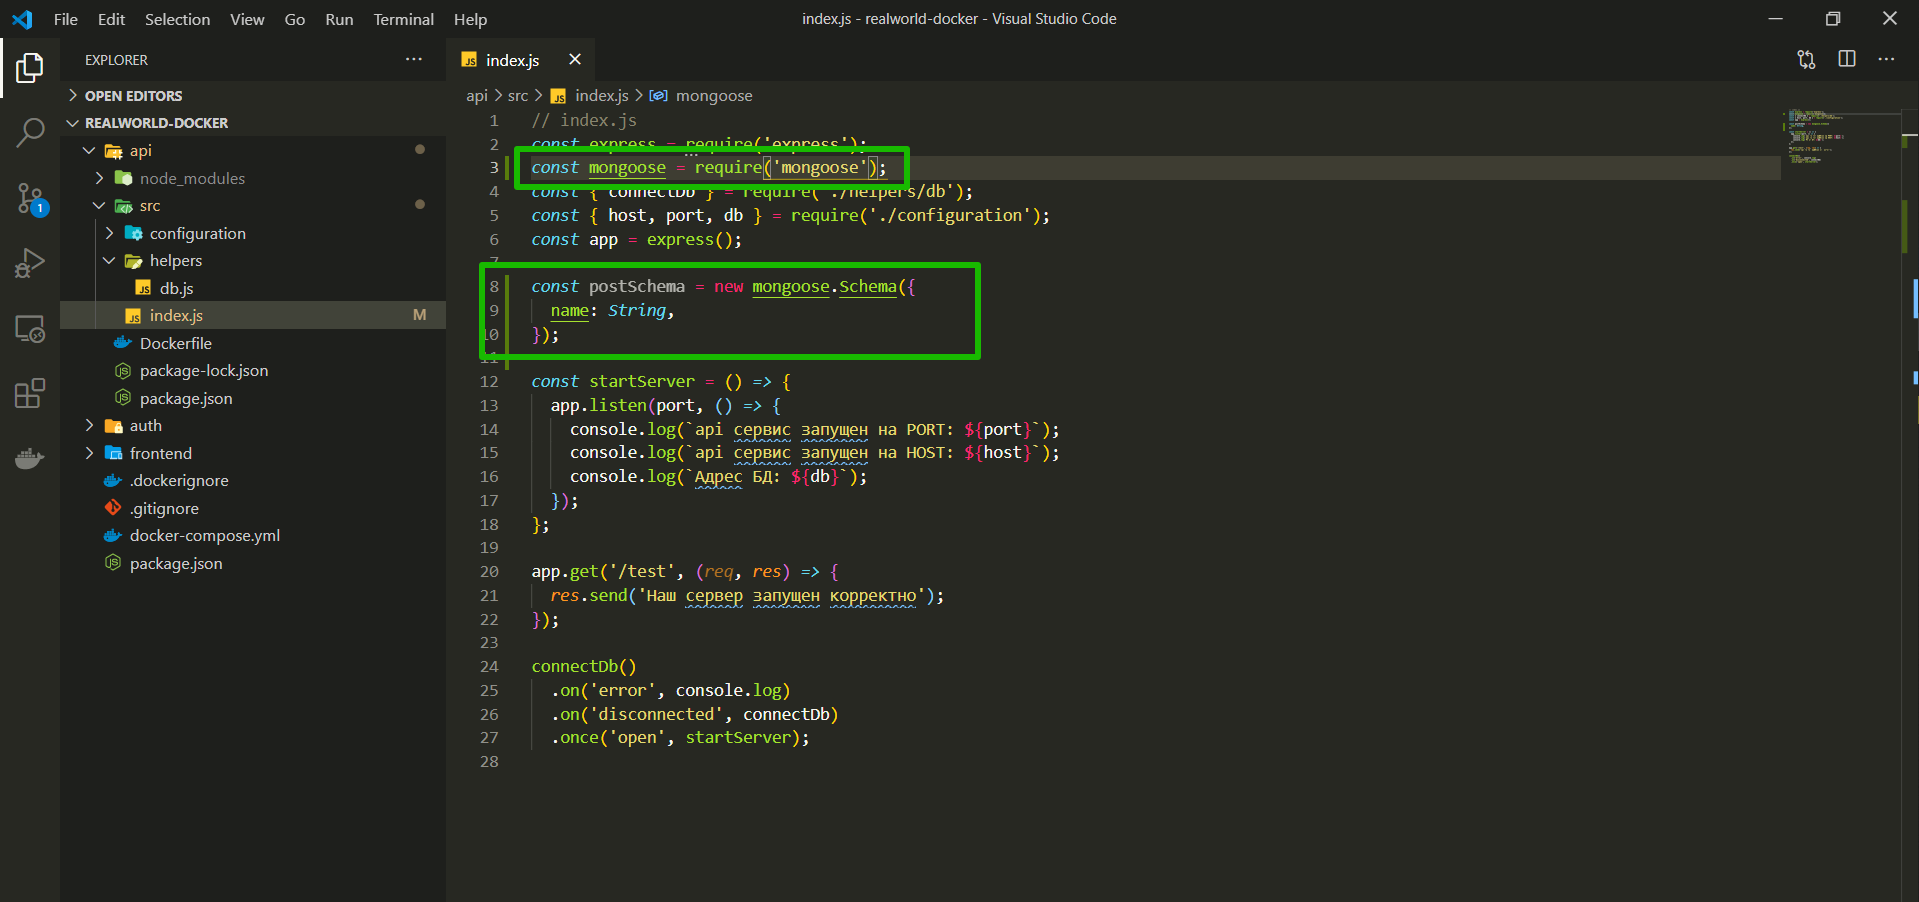 File Edit Selection View Go Run Terminal Help
index.js - realworld-docker - Visual Studio Code
EXPLORER
OPEN EDITORS
REALWORLD-DOCKER
api
node_modules
src
configuration
helpers
db.js
index.js M
Dockerfile
package-lock.json
package.json
auth
frontend
.dockerignore
.gitignore
docker-compose.yml
package.json
1
index.js
api > src > index.js > mongoose
1 // index.js
2 const express = require('express');
3 const mongoose = require('mongoose');
4 const { connectDb } = require('./helpers/db');
5 const { host, port, db } = require('./configuration');
6 const app = express();
7
8 const postSchema = new mongoose.Schema({
9 name: String,
10 });
11
12 const startServer = () => {
13 app.listen(port, () => {
14 console.log(`api сервис запущен на PORT: ${port}`);
15 console.log(`api сервис запущен на HOST: ${host}`);
16 console.log(`Адрес БД: ${db}`);
17 });
18 };
19
20 app.get('/test', (req, res) => {
21 res.send('Наш сервер запущен корректно');
22 });
23
24 connectDb()
25 .on('error', console.log)
26 .on('disconnected', connectDb)
27 .once('open', startServer);
28